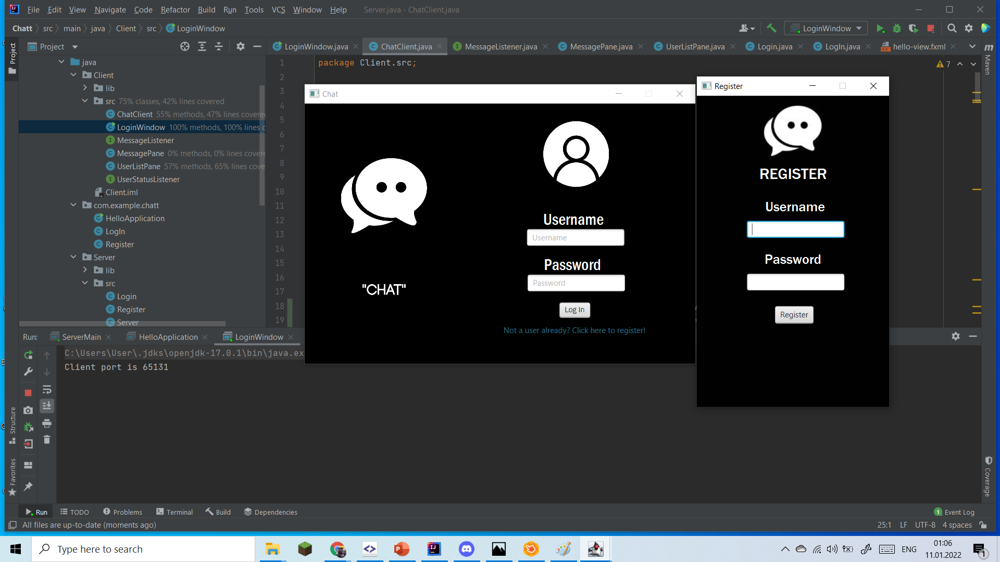 File Edit View Navigate Code Refactor Build Run Tools VCS Window Help Server.java - ChatClient.java
Chatt src main java Client src LoginWindow
LoginWindow
Project
LoginWindow.java ChatClient.java MessageListener.java MessagePane.java UserListPane.java Login.java LogIn.java hello-view.fxml
Project
Maven
java
Client
lib
src 75% classes, 42% lines covered
ChatClient 55% methods, 47% lines covere
LoginWindow 100% methods, 100% lines c
MessageListener
MessagePane 0% methods, 0% lines covere
UserListPane 57% methods, 65% lines cove
UserStatusListener
Client.iml
com.example.chatt
HelloApplication
LogIn
Register
Server
lib
src
Login
Register
Server
1
2
3
4
5
6
7
8
9
10
11
12
13
14
15
16
17
18
19
package Client.src;
7
Chat
"CHAT"
Username
Username
Password
Password
Log In
Not a user already? Click here to register!
Register
REGISTER
Username
Password
Register
Run: ServerMain HelloApplication LoginWindow
C:\Users\User\.jdks\openjdk-17.0.1\bin\java.ex
Client port is 65131
Structure
Favorites
Coverage
Run TODO Problems Terminal Build Dependencies
1 Event Log
All files are up-to-date (moments ago)
25:1 LF UTF-8 4 spaces
Type here to search
ENG
01:06
11.01.2022
1